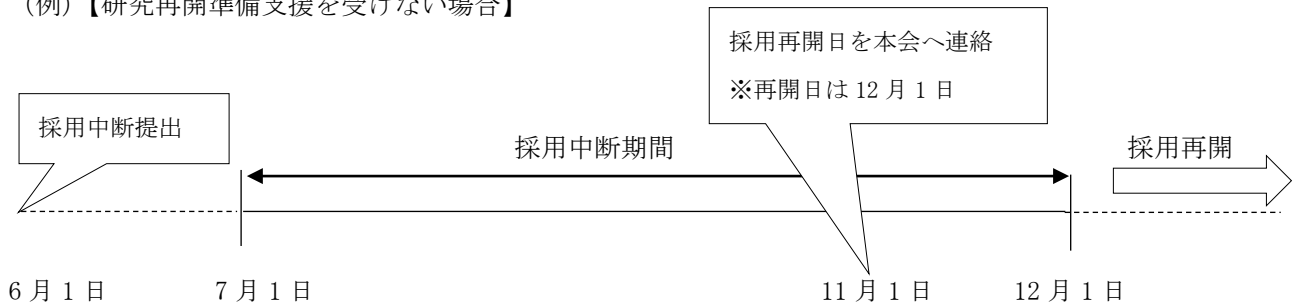 (例)【研究再開準備支援を受けない場合】
採用再開日を本会へ連絡
※再開日は 12 月 1 日
採用中断提出
採用中断期間
採用再開
6 月 1 日
7 月 1 日
11 月 1 日
12 月 1 日